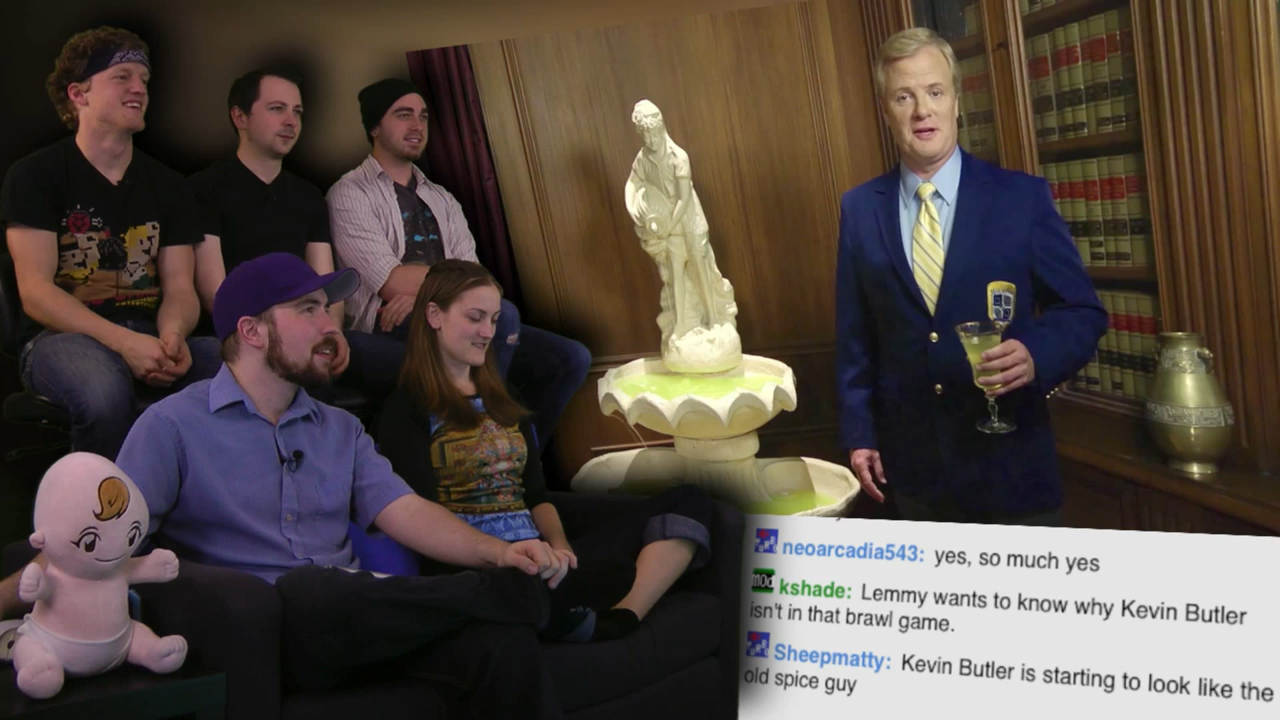 neoarcadia543: yes, so much yes
mod kshade: Lemmy wants to know why Kevin Butler
isn't in that brawl game.
Sheepmatty: Kevin Butler is starting to look like the
old spice guy